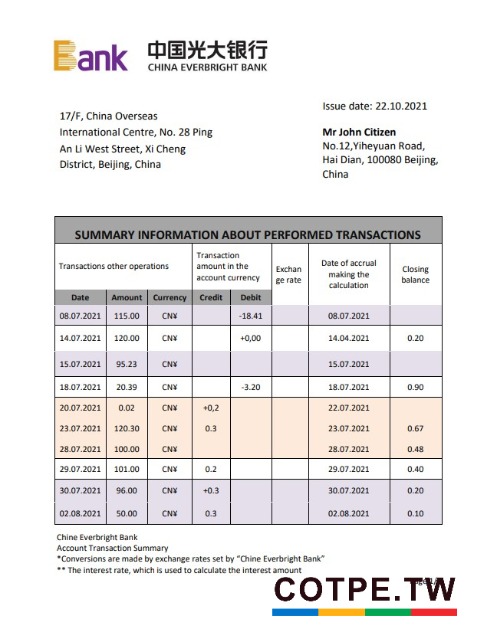 Bank 中国光大银行
CHINA EVERBRIGHT BANK
Issue date: 22.10.2021
17/F, China Overseas
International Centre, No. 28 Ping
An Li West Street, Xi Cheng
District, Beijing, China
Mr John Citizen
No.12,Yiheyuan Road,
Hai Dian, 100080 Beijing,
China
SUMMARY INFORMATION ABOUT PERFORMED TRANSACTIONS
Transactions other operations
Transaction
amount in the
account currency
Exchan
ge rate
Date of accrual
making the
calculation
Closing
balance
Date Amount Currency Credit Debit
08.07.2021 115.00 CN¥ -18.41 08.07.2021
14.07.2021 120.00 CN¥ +0,00 14.04.2021 0.20
15.07.2021 95.23 CN¥ 15.07.2021
18.07.2021 20.39 CN¥ -3.20 18.07.2021 0.90
20.07.2021 0.02 CN¥ +0,2 22.07.2021
23.07.2021 120.30 CN¥ 0.3 23.07.2021 0.67
28.07.2021 100.00 CN¥ 28.07.2021 0.48
29.07.2021 101.00 CN¥ 0.2 29.07.2021 0.40
30.07.2021 96.00 CN¥ +0.3 30.07.2021 0.20
02.08.2021 50.00 CN¥ 0.3 02.08.2021 0.10
Chine Everbright Bank
Account Transaction Summary
*Conversions are made by exchange rates set by "Chine Everbright Bank"
** The interest rate, which is used to calculate the interest amount
COTPE.TW